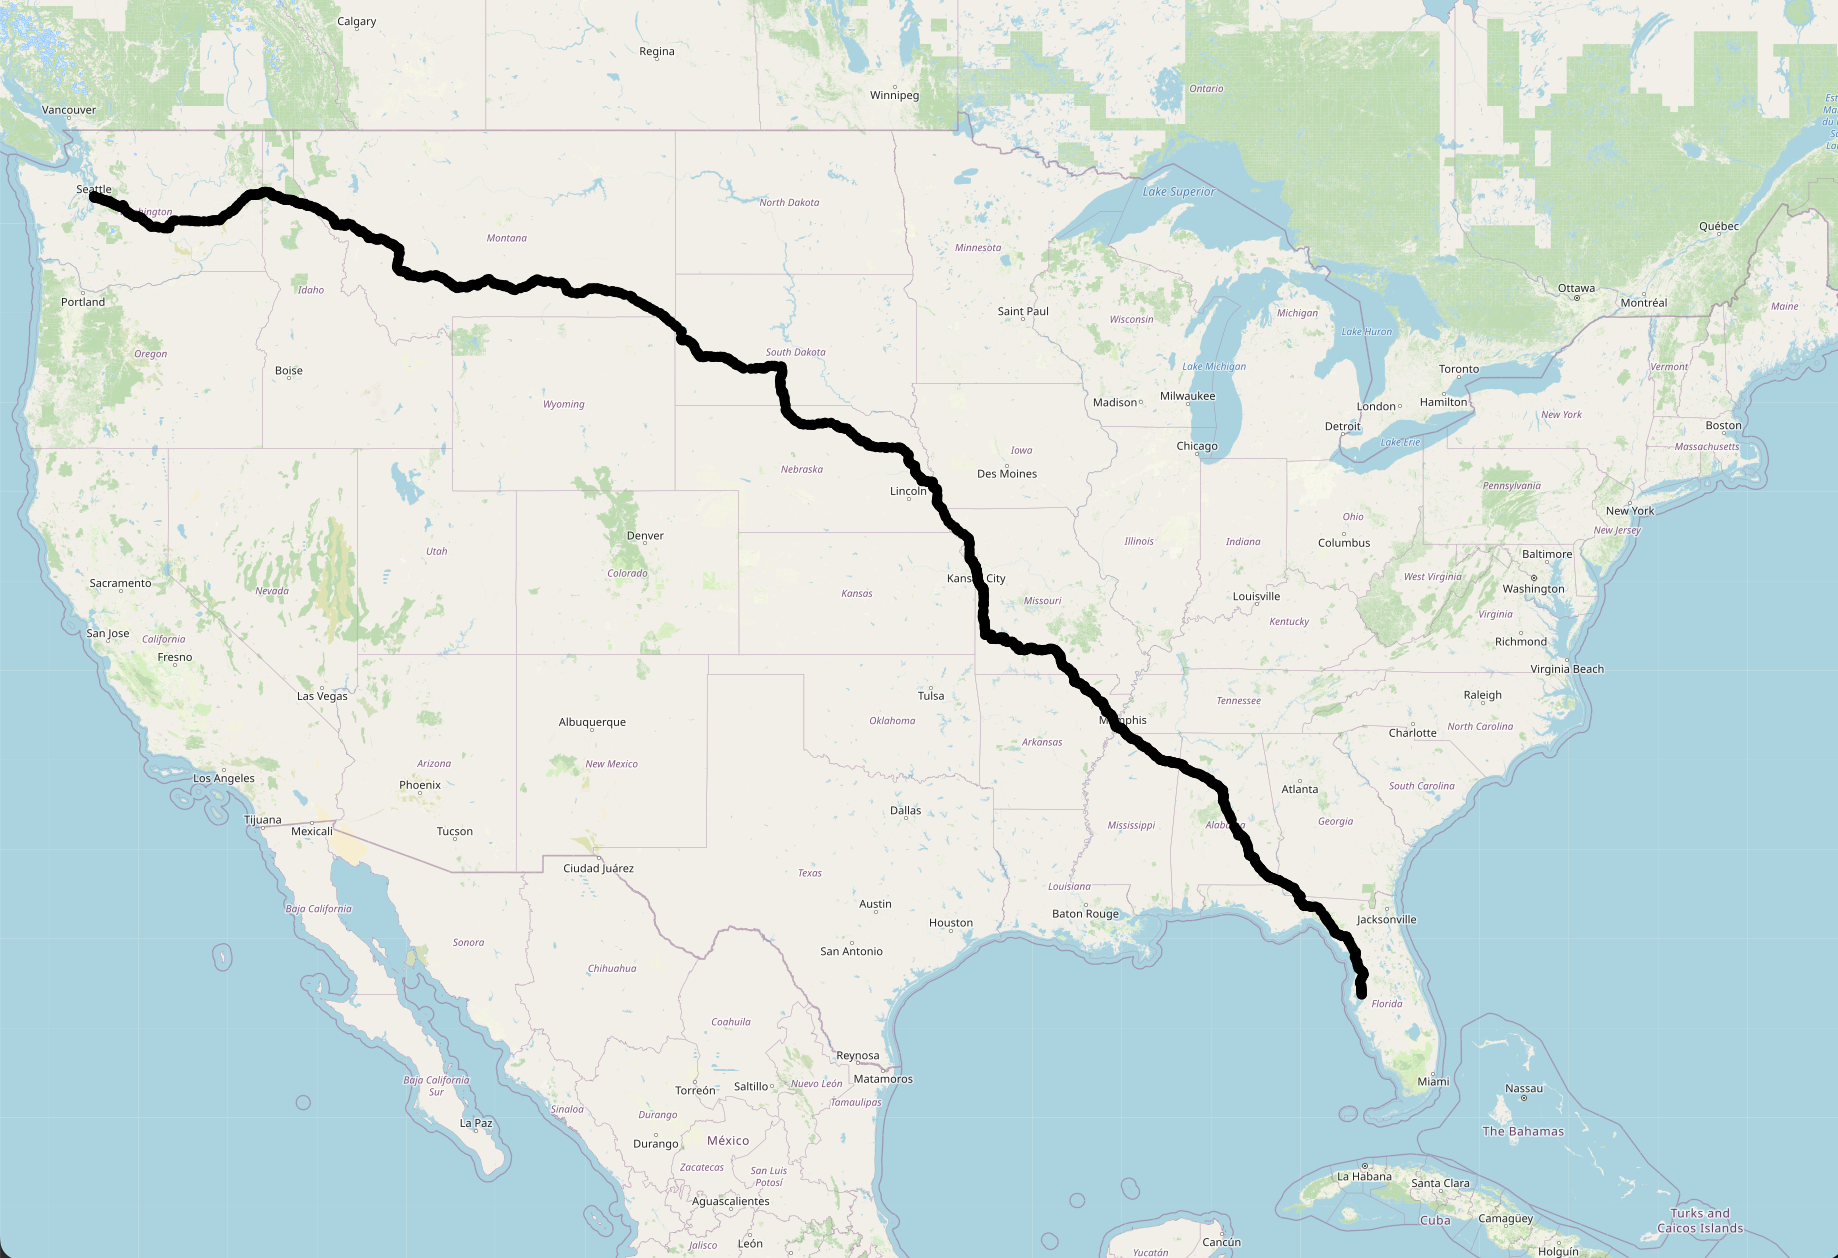 Calgary
Regina
Winnipeg
Vancouver
Ontario
Seattle
hington
Lake Superior
North Dakota
Montana
Minnesota
Québec
Portland
Idaho
Saint Paul
Wisconsin
Michigan
Lake Huron
Ottawa
Montréal
Maine
Oregon
Boise
South Dakota
Lake Michigan
Toronto
Vermont
Wyoming
Madison
Milwaukee
London
Hamilton
New York
Detroit
Boston
Chicago
Lake Erie
Massachusetts
Iowa
Nebraska
Des Moines
Lincoln
Pennsylvania
New York
Ohio
New Jersey
Denver
Columbus
Illinois
Indiana
Utah
Baltimore
Sacramento
Nevada
Colorado
Kansas City
West Virginia
Washington
Kansas
Missouri
Louisville
Virginia
San Jose
California
Kentucky
Richmond
Fresno
Virginia Beach
Las Vegas
Tulsa
Tennessee
Raleigh
Albuquerque
Oklahoma
Memphis
North Carolina
Charlotte
Arkansas
Arizona
New Mexico
Los Angeles
Phoenix
Atlanta
South Carolina
Dallas
Tijuana
Mexicali
Tucson
Mississippi
Alabama
Georgia
Ciudad Juárez
Texas
Louisiana
Baja California
Austin
Baton Rouge
Jacksonville
Houston
Sonora
San Antonio
Chihuahua
Florida
Coahuila
Reynosa
Baja California
Sur
Torreón
Saltillo
Nuevo León
Matamoros
Miami
Nassau
Sinaloa
Durango
Tamaulipas
La Paz
Durango
México
The Bahamas
Zacatecas
San Luis
Potosí
La Habana
Santa Clara
Aguascalientes
Cuba
Camagüey
Turks and
Caicos Islands
Jalisco
León
Cancún
Yucatán
Holguín